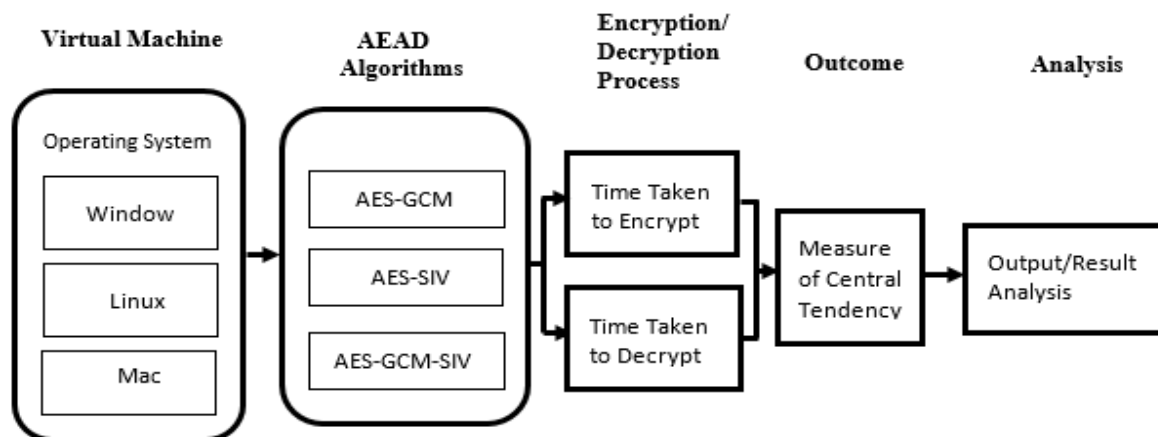 Virtual Machine
AEAD
Algorithms
Encryption/
Decryption
Process
Outcome
Analysis
Operating System
Window
Linux
Mac
AES-GCM
AES-SIV
AES-GCM-SIV
Time Taken
to Encrypt
Time Taken
to Decrypt
Measure
of Central
Tendency
Output/Result
Analysis